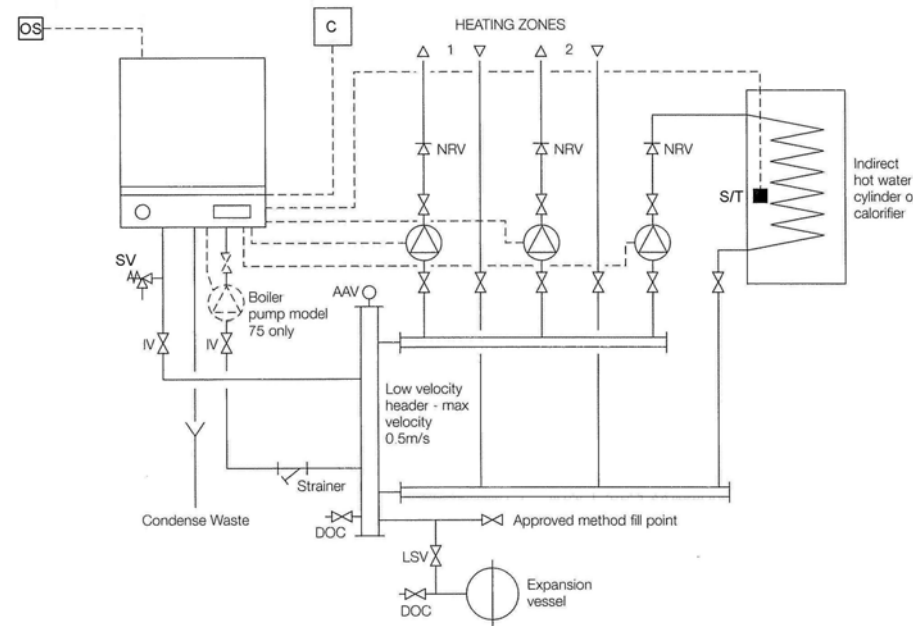 OS
C
HEATING ZONES
1
2
NRV
NRV
NRV
S/T
Indirect
hot water
cylinder o
calorifier
SV
Boiler
pump model
75 only
AAV
IV
IV
Low velocity
header - max
velocity
0.5m/s
Strainer
Condense Waste
DOC
Approved method fill point
LSV
DOC
Expansion
vessel